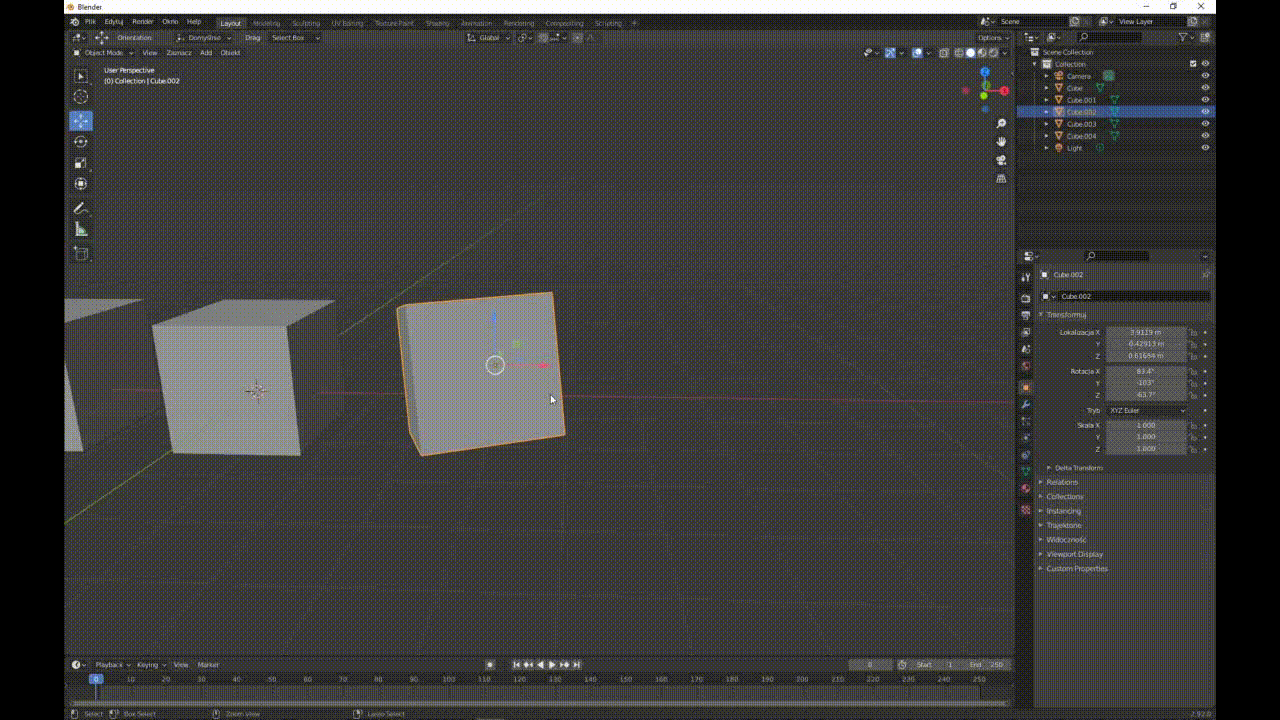 Blender
Plik Edytuj Render Okno Help Layout Modeling Sculpting UV Editing Texture Paint Shading Animation Rendering Compositing Scripting + Scene View Layer
Orientation: Domyślnie Drag: Select Box Global Options
Object Mode View Zaznacz Add Obiekt
User Perspective
(0) Collection | Cube.002
Scene Collection
Collection
Camera
Cube
Cube.001
Cube.002
Cube.003
Cube.004
Light
Cube.002
Cube.002
Transformuj
Lokalizacja X 3.9119 m
Y 0.42913 m
Z 0.61654 m
Rotacja X 83.4°
Y -103°
Z -63.7°
Tryb XYZ Euler
Skala X 1.000
Y 1.000
Z 1.000
Delta Transform
Relations
Collections
Instancing
Trajektorie
Widoczność
Viewport Display
Custom Properties
Playback Keying View Marker 0 Start 1 End 250
0 10 20 30 40 50 60 70 80 90 100 110 120 130 140 150 160 170 180 190 200 210 220 230 240 250
Select Box Select Zoom View Lasso Select 2.92.0